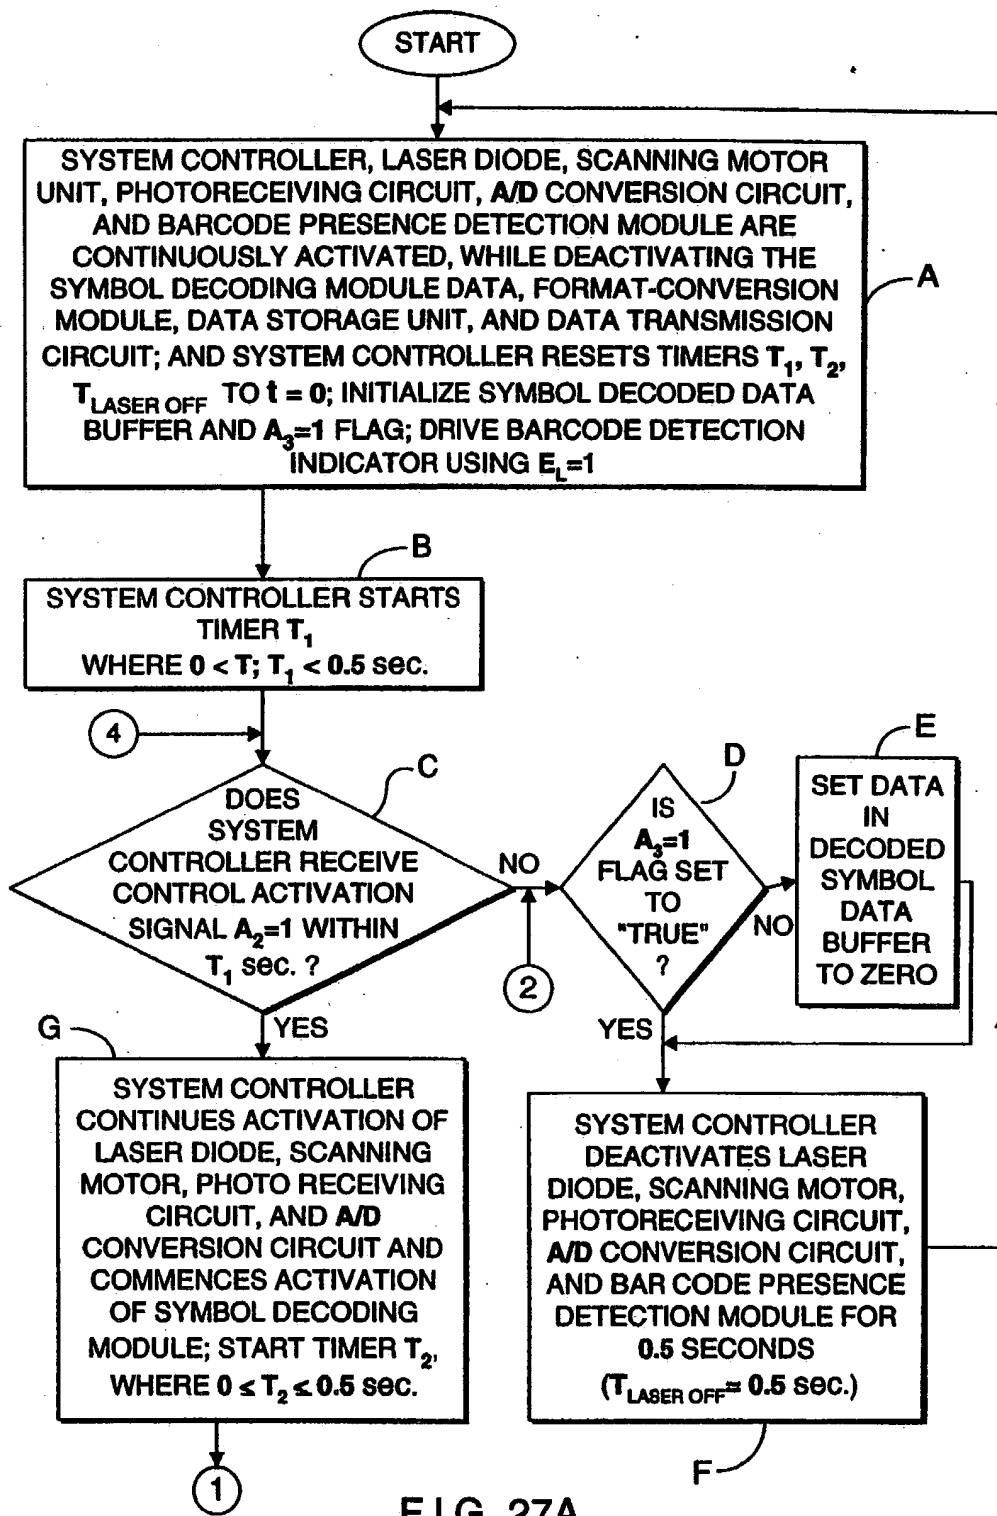 START
SYSTEM CONTROLLER, LASER DIODE, SCANNING MOTOR
UNIT, PHOTORECEIVING CIRCUIT, A/D CONVERSION CIRCUIT,
AND BARCODE PRESENCE DETECTION MODULE ARE
CONTINUOUSLY ACTIVATED, WHILE DEACTIVATING THE
SYMBOL DECODING MODULE DATA, FORMAT-CONVERSION
MODULE, DATA STORAGE UNIT, AND DATA TRANSMISSION
CIRCUIT; AND SYSTEM CONTROLLER RESETS TIMERS T1, T2,
TLASER OFF TO t = 0; INITIALIZE SYMBOL DECODED DATA
BUFFER AND A3=1 FLAG; DRIVE BARCODE DETECTION
INDICATOR USING EL=1
A
B
SYSTEM CONTROLLER STARTS
TIMER T1
WHERE 0 < T; T1 < 0.5 sec.
4
C
DOES
SYSTEM
CONTROLLER RECEIVE
CONTROL ACTIVATION
SIGNAL A2=1 WITHIN
T1 sec. ?
NO
2
YES
D
IS
A3=1
FLAG SET
TO
"TRUE"
?
NO
YES
E
SET DATA
IN
DECODED
SYMBOL
DATA
BUFFER
TO ZERO
G
SYSTEM CONTROLLER
CONTINUES ACTIVATION OF
LASER DIODE, SCANNING
MOTOR, PHOTO RECEIVING
CIRCUIT, AND A/D
CONVERSION CIRCUIT AND
COMMENCES ACTIVATION
OF SYMBOL DECODING
MODULE; START TIMER T2,
WHERE 0 ≤ T2 ≤ 0.5 sec.
1
SYSTEM CONTROLLER
DEACTIVATES LASER
DIODE, SCANNING MOTOR,
PHOTORECEIVING CIRCUIT,
A/D CONVERSION CIRCUIT,
AND BAR CODE PRESENCE
DETECTION MODULE FOR
0.5 SECONDS
(TLASER OFF= 0.5 sec.)
F
FIG. 27A